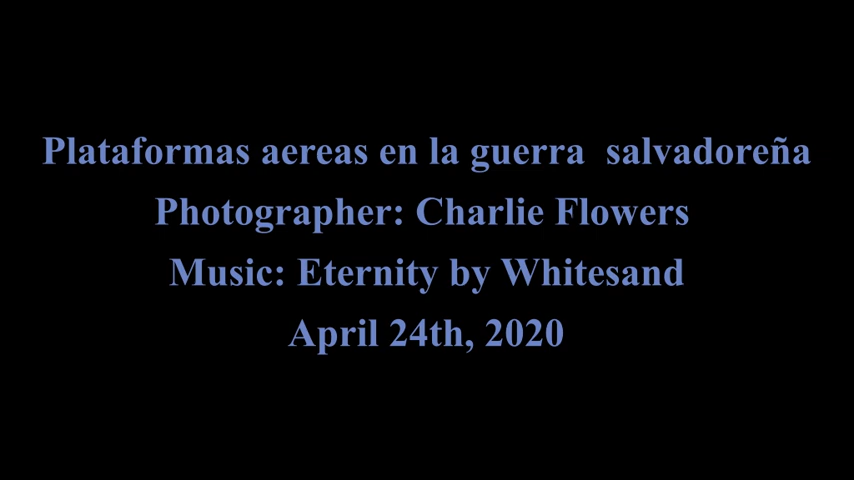 Plataformas aereas en la guerra  salvadoreña
Photographer: Charlie Flowers
Music: Eternity by Whitesand
April 24th, 2020